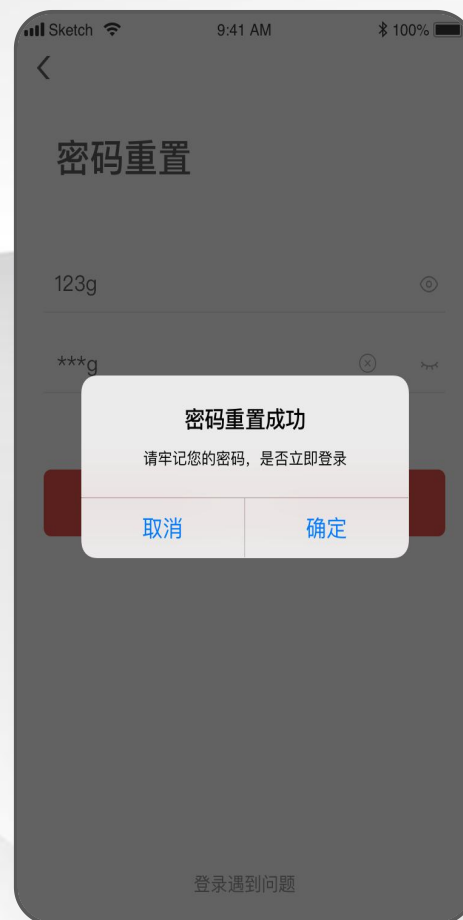 Sketch 9:41 AM 100%
密码重置
123g
***g
密码重置成功
请牢记您的密码，是否立即登录
取消 确定
登录遇到问题